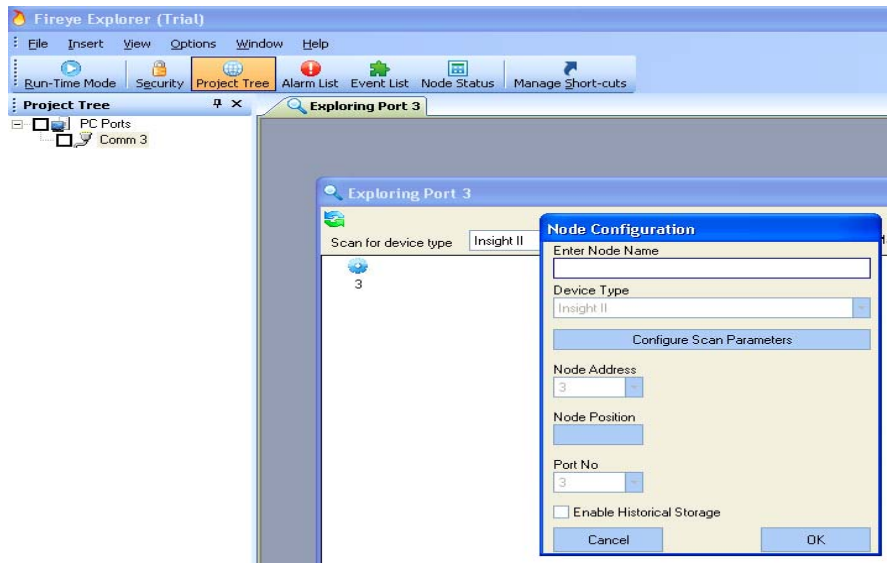 Fireye Explorer (Trial)
File Insert View Options Window Help
Run-Time Mode Security Project Tree Alarm List Event List Node Status Manage Short-cuts
Project Tree
Exploring Port 3
PC Ports
Comm 3
Exploring Port 3
Scan for device type Insight II
3
Node Configuration
Enter Node Name
Device Type
Insight II
Configure Scan Parameters
Node Address
3
Node Position
Port No
3
Enable Historical Storage
Cancel OK